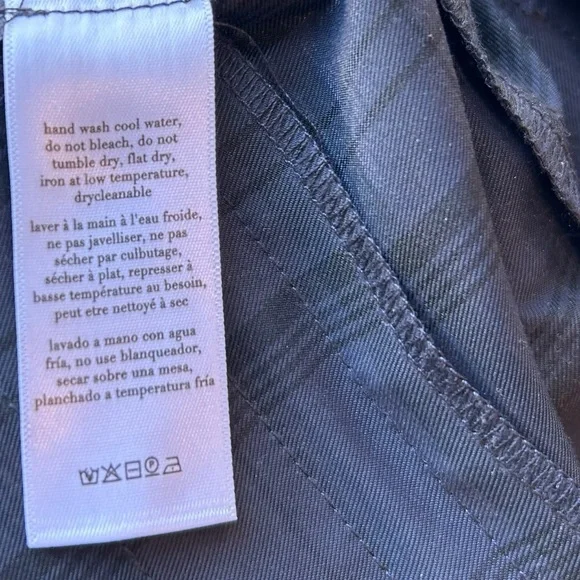 hand wash cool water,
do not bleach, do not
tumble dry, flat dry,
iron at low temperature,
drycleanable
laver à la main à l'eau froide,
ne pas javelliser, ne pas
sécher par culbutage,
sécher à plat, represser à
basse température au besoin,
peut etre nettoyé à sec
lavado a mano con agua
fría, no use blanqueador,
secar sobre una mesa,
planchado a temperatura fría